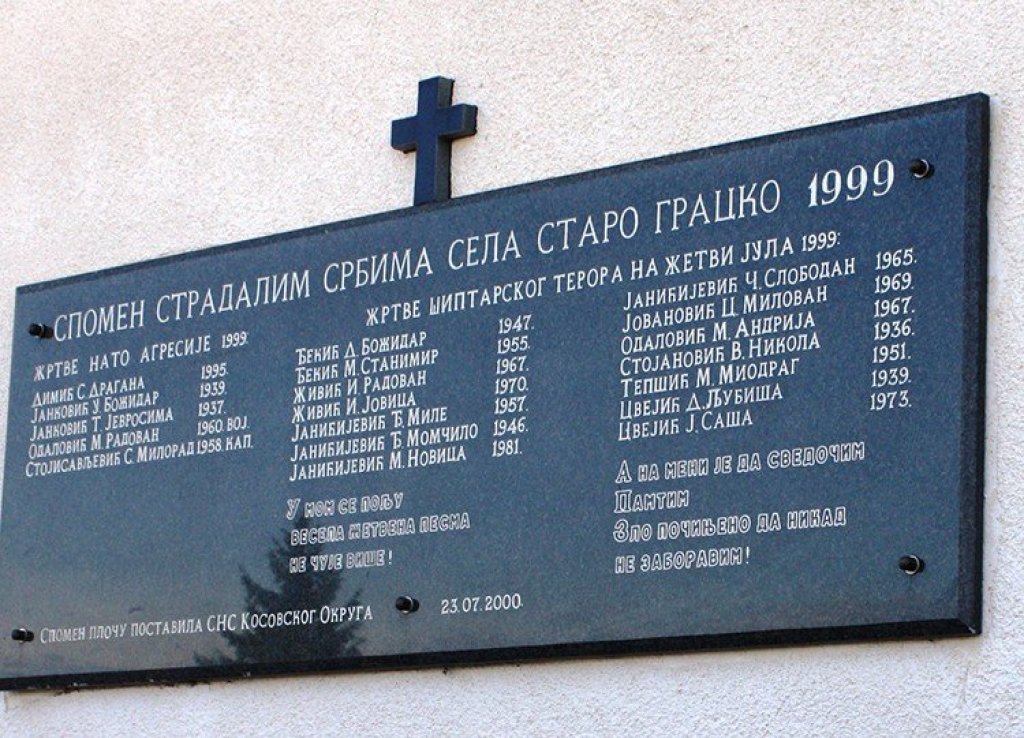 СПОМЕН СТРАДАЛИМ СРБИМА СЕЛА СТАРО ГРАЦКО 1999
ЖРТВЕ НАТО АГРЕСИЈЕ 1999:
ДИМИЋ С. ДРАГАНА 1995.
ЈАНКОВИЋ У. БОЖИДАР 1939.
ЈАНКОВИЋ Т. ЈЕВРОСИМА 1937.
ОДАЛОВИЋ М. РАДОВАН 1960. ВОЈ.
СТОЈИСАВЉЕВИЋ С. МИЛОРАД 1958. КАП.
ЖРТВЕ ШИПТАРСКОГ ТЕРОРА НА ЖЕТВИ ЈУЛА 1999:
ЂЕКИЋ Д. БОЖИДАР 1947.
ЂЕКИЋ М. СТАНИМИР 1955.
ЖИВИЋ И. РАДОВАН 1967.
ЖИВИЋ И. ЈОВИЦА 1970.
ЈАНИЋИЈЕВИЋ Ђ. МИЛЕ 1957.
ЈАНИЋИЈЕВИЋ Ђ. МОМЧИЛО 1946.
ЈАНИЋИЈЕВИЋ М. НОВИЦА 1981.
ЈАНИЋИЈЕВИЋ Ч. СЛОБОДАН 1965.
ЈОВАНОВИЋ Ц. МИЛОВАН 1969.
ОДАЛОВИЋ М. АНДРИЈА 1967.
СТОЈАНОВИЋ В. НИКОЛА 1936.
ТЕПШИЋ М. МИОДРАГ 1951.
ЦВЕЈИЋ Д. ЉУБИША 1939.
ЦВЕЈИЋ Ј. САША 1973.
У МОМ СЕ ПОЉУ
ВЕСЕЛА ЖЕТВЕНА ПЕСМА
НЕ ЧУЈЕ ВИШЕ!
А НА МЕНИ ЈЕ ДА СВЕДОЧИМ
ПАМТИМ
ЗЛО ПОЧИЊЕНО ДА НИКАД
НЕ ЗАБОРАВИМ!
СПОМЕН ПЛОЧУ ПОСТАВИЛА СНС КОСОВСКОГ ОКРУГА 23.07.2000.